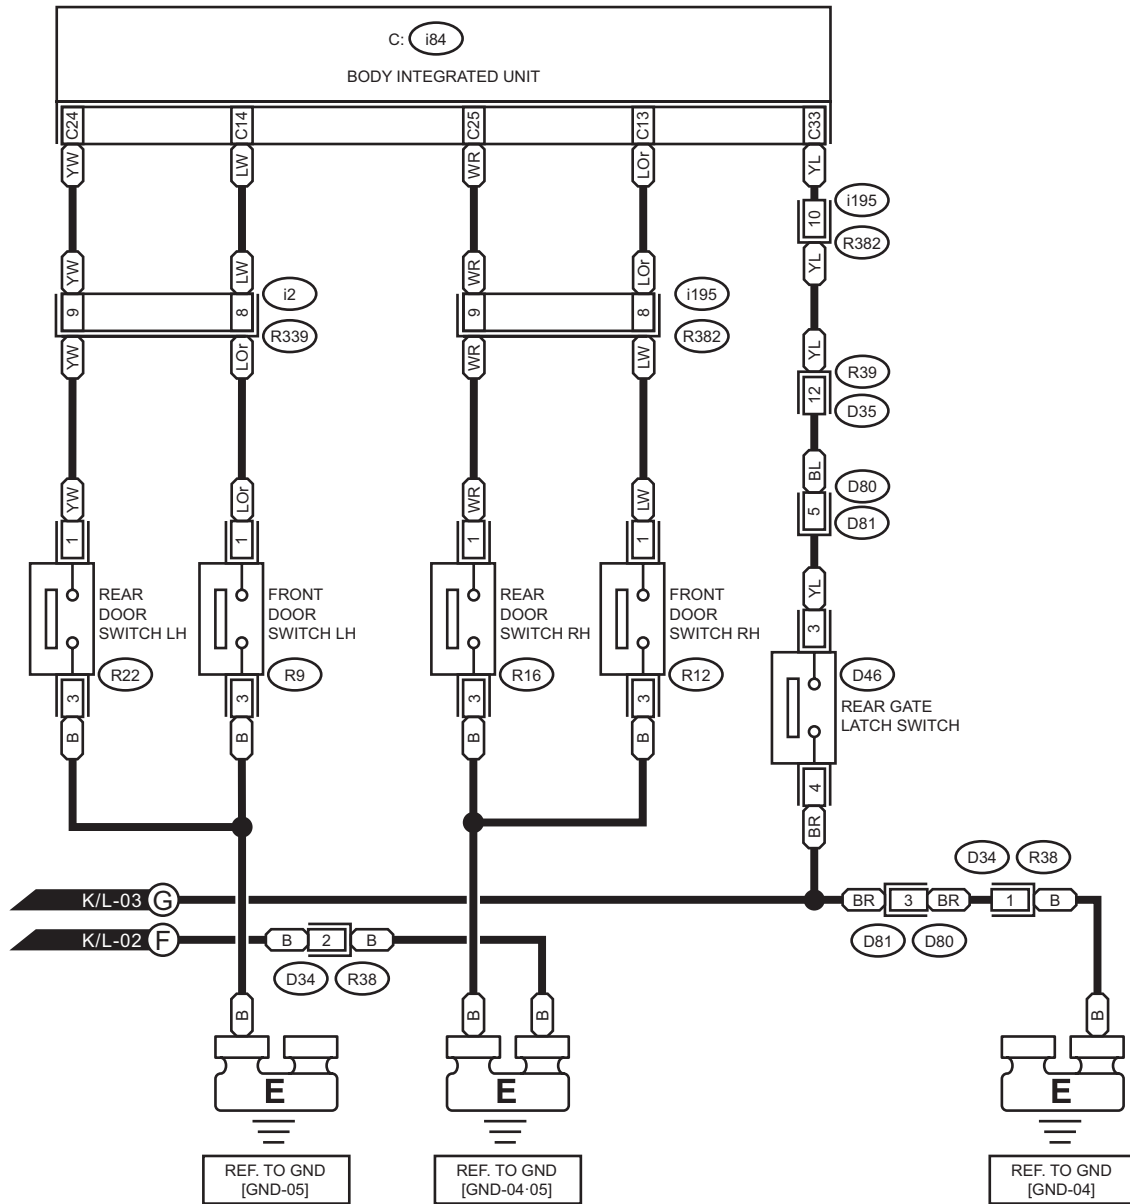 C: i84
BODY INTEGRATED UNIT
C24 C14 C25 C13 C33
YW LW WR LOr YL
10 i195
R382
YL
YW LW WR LOr
9 8 i2
R339
9 8 i195
R382
YW LOr WR LW
YL
12 R39
D35
BL
5 D80
D81
YL
YW LOr WR LW
1 1 1 1
REAR
DOOR
SWITCH LH
R22
FRONT
DOOR
SWITCH LH
R9
REAR
DOOR
SWITCH RH
R16
FRONT
DOOR
SWITCH RH
R12
3
D46
REAR GATE
LATCH SWITCH
3 3 3 3
B B B B
4
BR
D34 R38
K/L-03 G
BR 3 BR 1 B
D81 D80
K/L-02 F
B 2 B
D34 R38
B B B B
E E E
REF. TO GND
[GND-05]
REF. TO GND
[GND-04·05]
REF. TO GND
[GND-04]